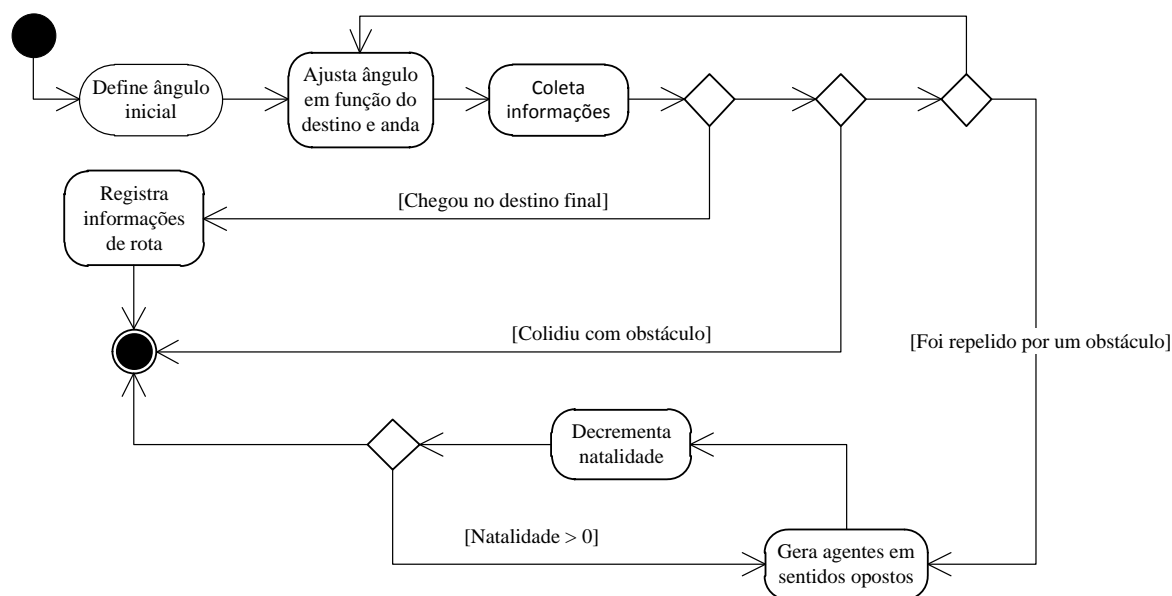 Define ângulo
inicial
Ajusta ângulo
em função do
destino e anda
Coleta
informações
Registra
informações
de rota
[Chegou no destino final]
[Colidiu com obstáculo]
[Foi repelido por um obstáculo]
Decrementa
natalidade
[Natalidade > 0]
Gera agentes em
sentidos opostos